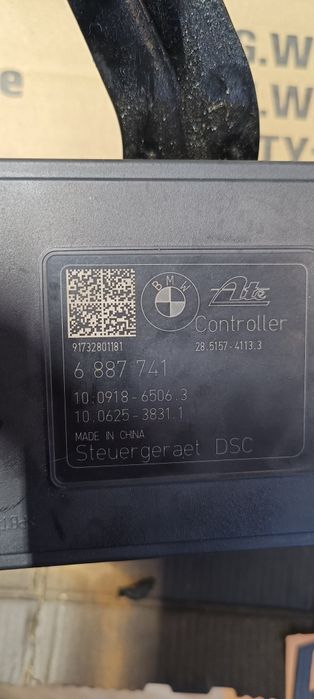 G.W
.W
TY
BMW
Ate
Controller
91732801181
28.5157-4113.3
6 887 741
10.0918-6506.3
10.0625-3831.1
MADE IN CHINA
Steuergeraet DSC